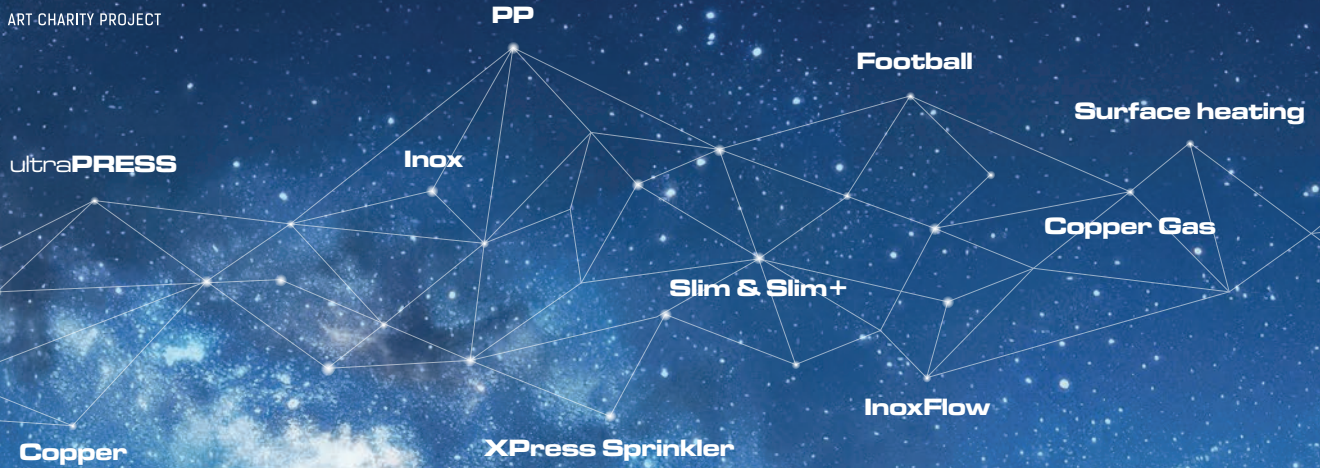 ART CHARITY PROJECT
PP
Football
Surface heating
ultraPRESS
Inox
Copper Gas
Slim & Slim+
InoxFlow
Copper
XPress Sprinkler